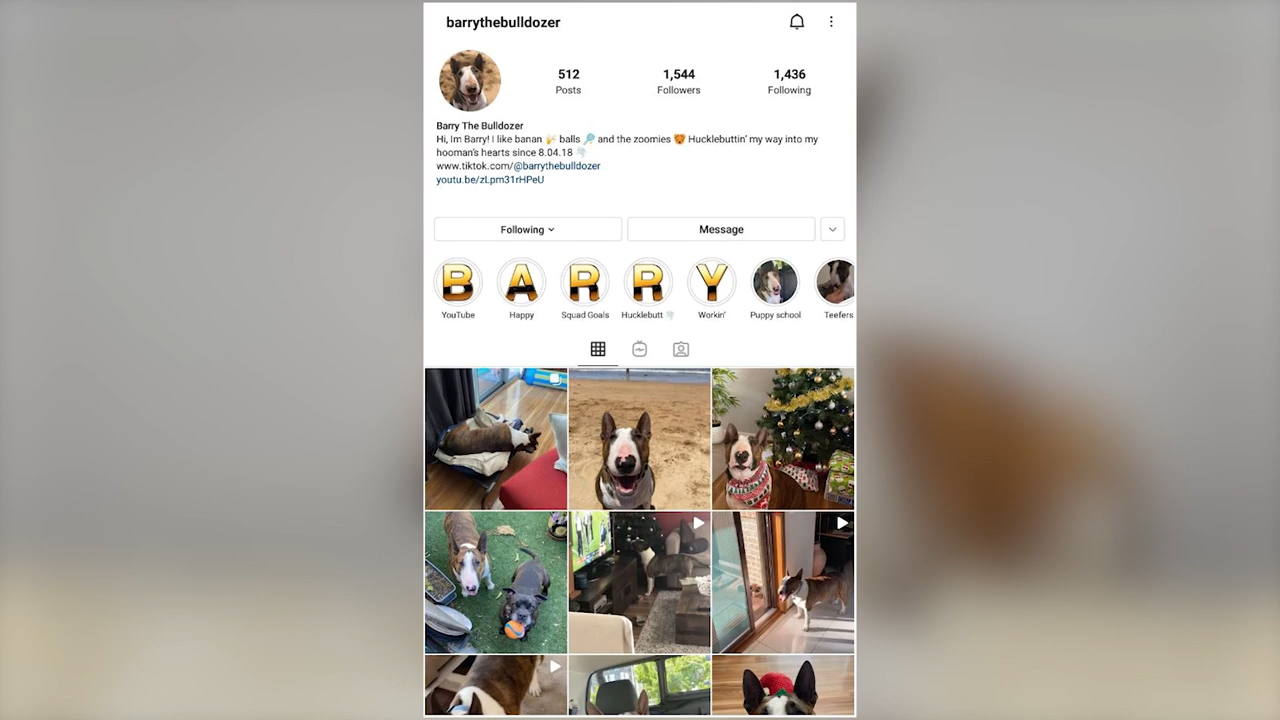 barrythebulldozer
512
1,544
1,436
Posts
Followers
Following
Barry The Bulldozer
Hi, Im Barry! I like banan 🍌 balls 🎾 and the zoomies 🐯 Hucklebuttin' my way into my
hooman's hearts since 8.04.18 🌪️
www.tiktok.com/@barrythebulldozer
youtu.be/zLpm31rHPeU
Following
Message
B
A
R
R
Y
YouTube
Happy
Squad Goals
Hucklebutt 🌪️
Workin'
Puppy school
Teefers